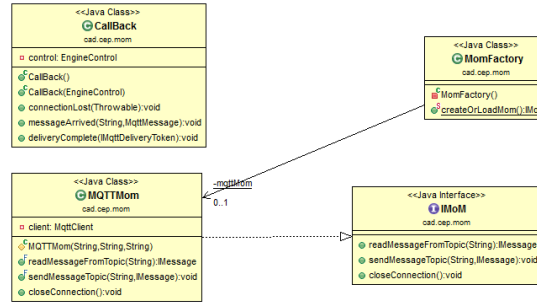 <<Java Class>>
CallBack
cad.cep.mom
control: EngineControl
CallBack()
CallBack(EngineControl)
connectionLost(Throwable):void
messageArrived(String,MqttMessage):void
deliveryComplete(IMqttDeliveryToken):void
<<Java Class>>
MomFactory
cad.cep.mom
MomFactory()
createOrLoadMom():IMo
-mqttMom
0..1
<<Java Class>>
MQTTMom
cad.cep.mom
client: MqttClient
MQTTMom(String,String,String)
readMessageFromTopic(String):IMessage
sendMessageTopic(String,IMessage):void
closeConnection():void
<<Java Interface>>
IMoM
cad.cep.mom
readMessageFromTopic(String):IMessage
sendMessageTopic(String,IMessage):void
closeConnection():void